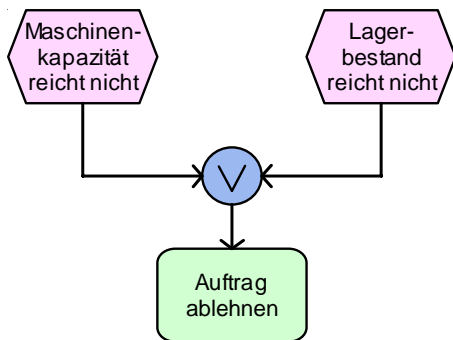 Maschinen-
kapazität
reicht nicht
Lager-
bestand
reicht nicht
V
Auftrag
ablehnen